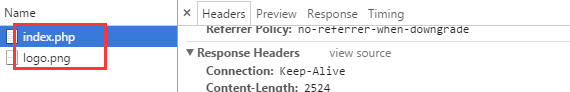 Name
index.php
logo.png
× Headers Preview Response Timing
Referrer Policy: no-referrer-when-downgrade
Response Headers view source
Connection: Keep-Alive
Content-Length: 2524